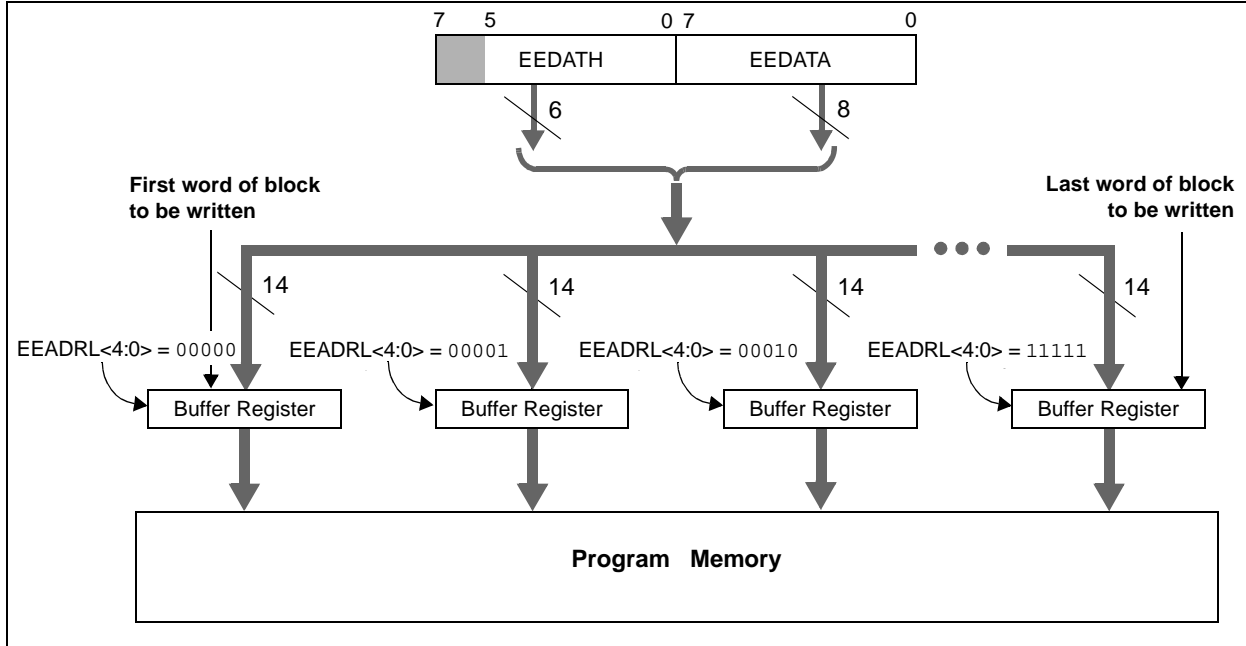 7 5 0 7 0
EEDATH EEDATA
6 8
First word of block
to be written
Last word of block
to be written
14 14 14 14
EEADRL<4:0> = 00000 EEADRL<4:0> = 00001 EEADRL<4:0> = 00010 EEADRL<4:0> = 11111
Buffer Register Buffer Register Buffer Register Buffer Register
Program Memory